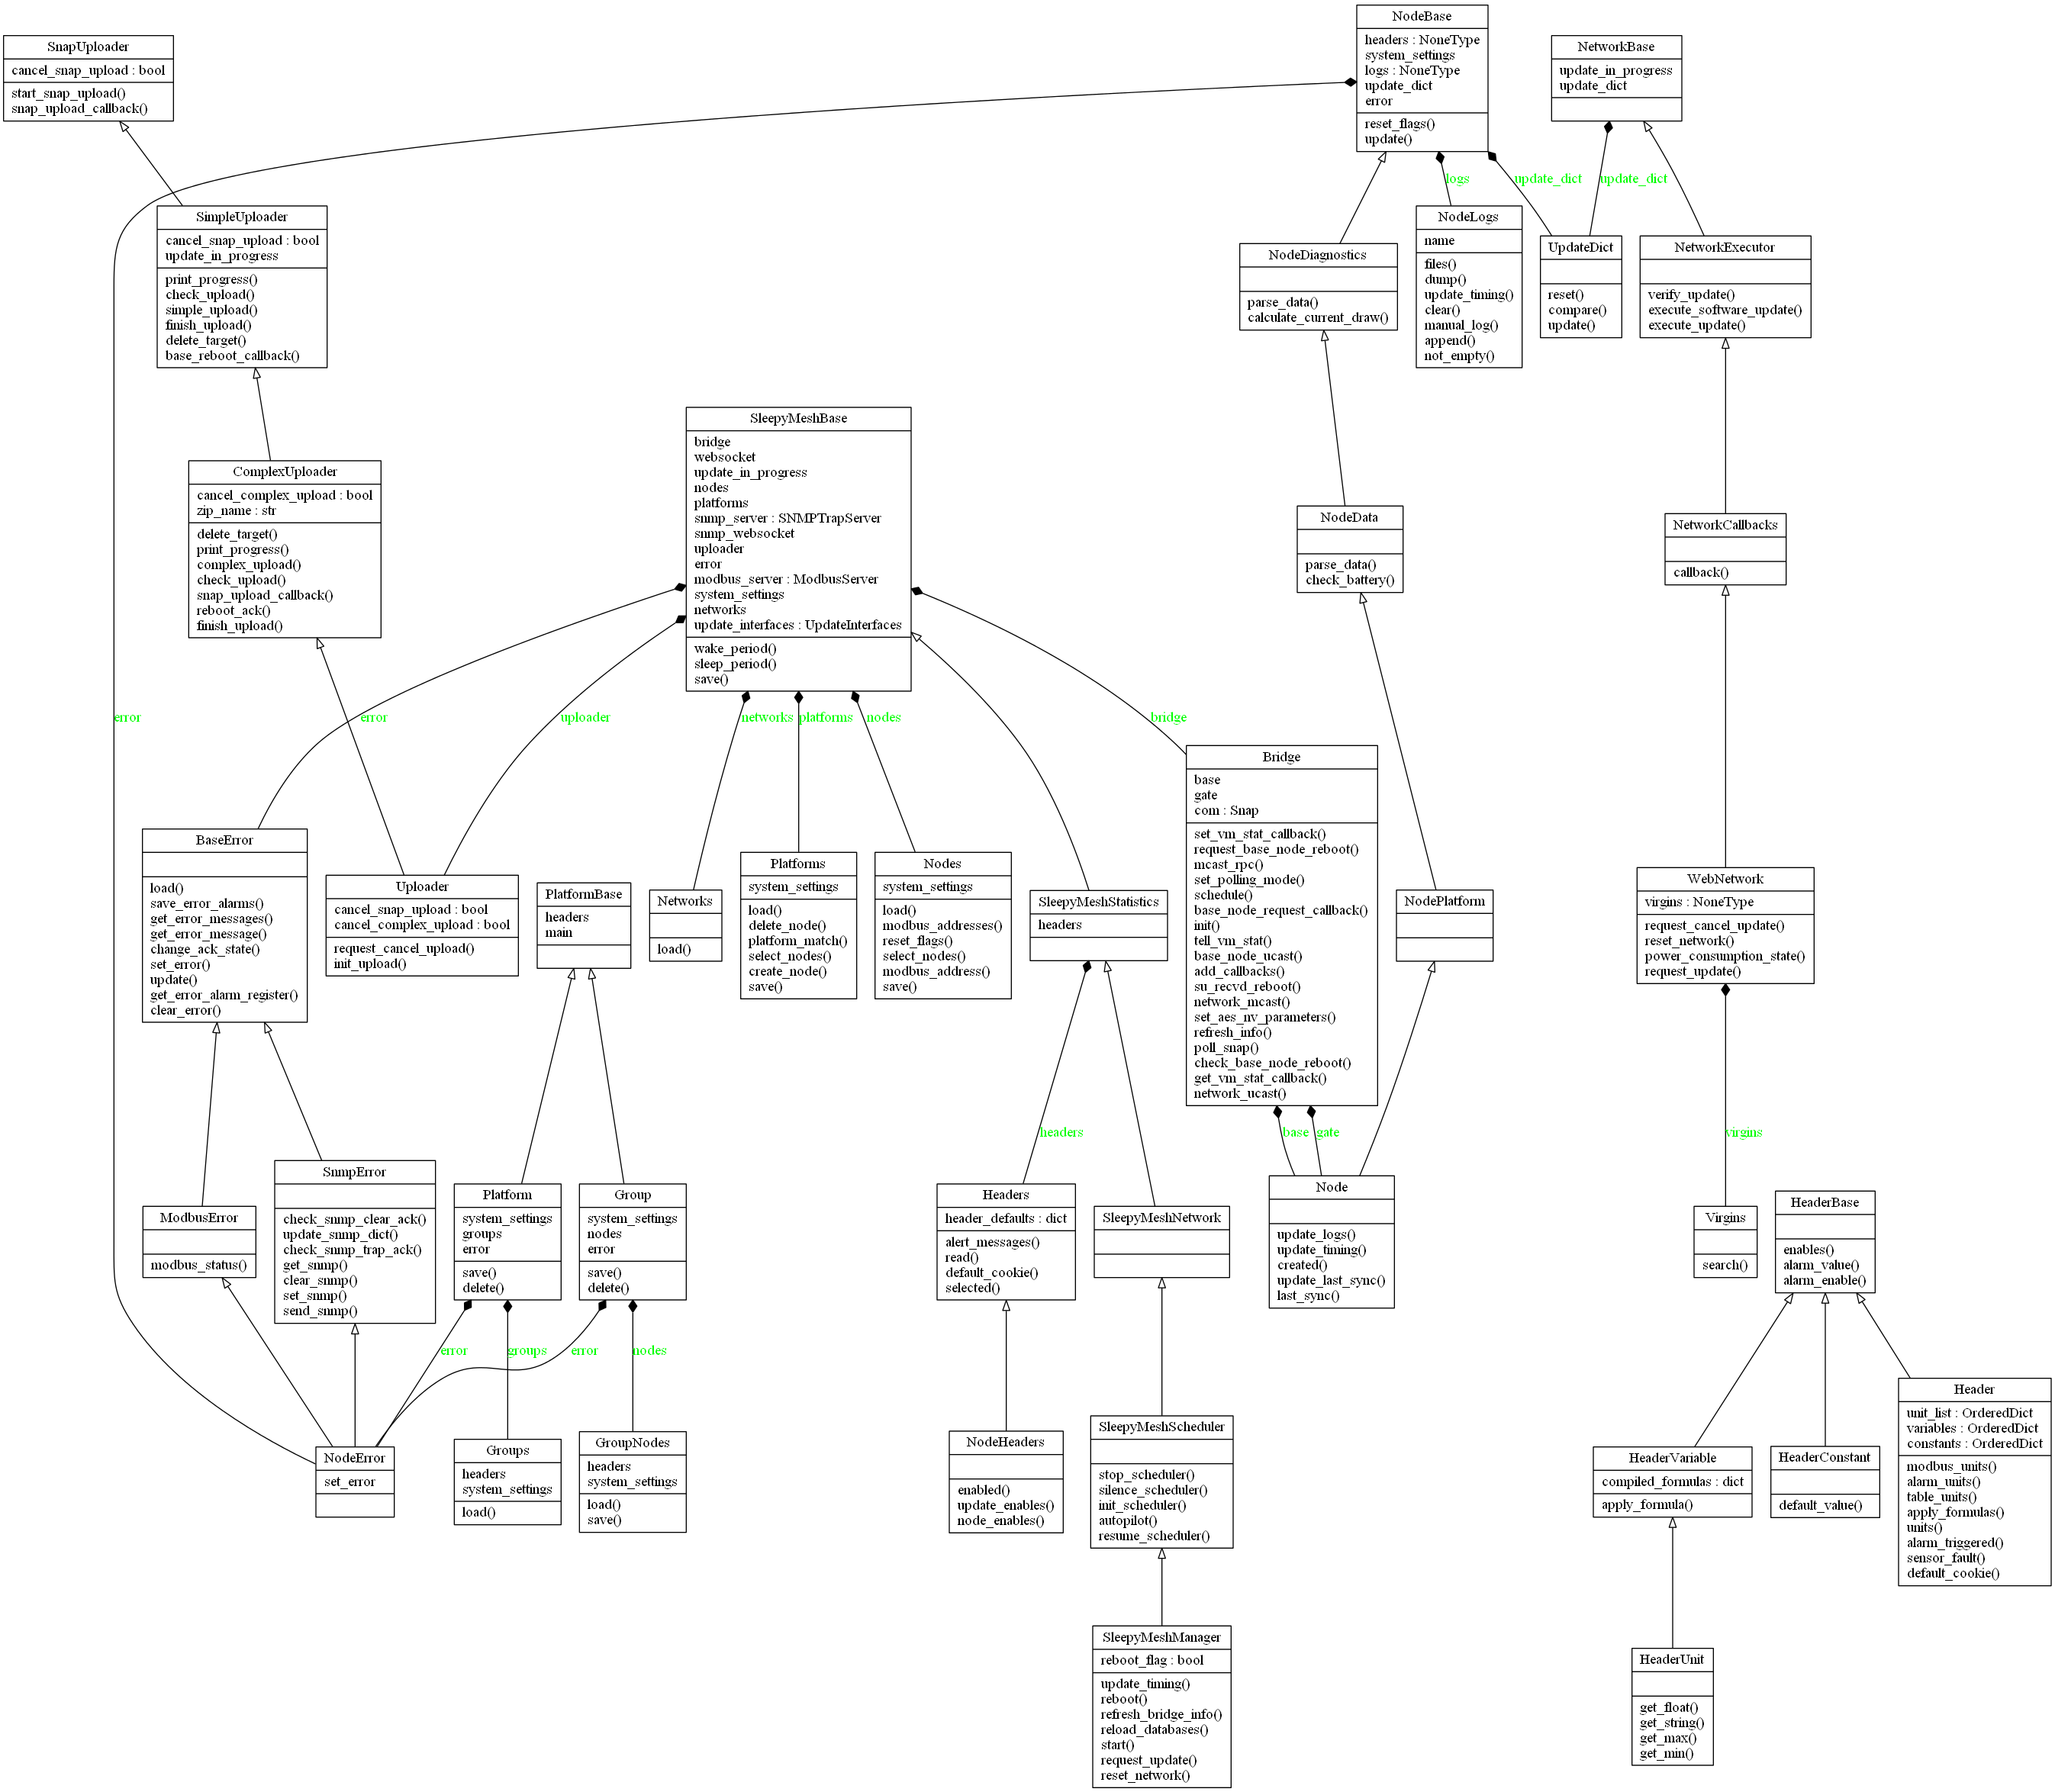 NodeBase
headers : NoneType
system_settings
logs : NoneType
update_dict
error
reset_flags()
update()
SnapUploader
cancel_snap_upload : bool
start_snap_upload()
snap_upload_callback()
NetworkBase
update_in_progress
update_dict
logs
update_dict
update_dict
SimpleUploader
cancel_snap_upload : bool
update_in_progress
print_progress()
check_upload()
simple_upload()
finish_upload()
delete_target()
base_reboot_callback()
NodeDiagnostics
parse_data()
calculate_current_draw()
NodeLogs
name
files()
dump()
update_timing()
clear()
manual_log()
append()
not_empty()
UpdateDict
reset()
compare()
update()
NetworkExecutor
verify_update()
execute_software_update()
execute_update()
SleepyMeshBase
bridge
websocket
update_in_progress
nodes
platforms
snmp_server : SNMPTrapServer
snmp_websocket
uploader
error
modbus_server : ModbusServer
system_settings
networks
update_interfaces : UpdateInterfaces
wake_period()
sleep_period()
save()
ComplexUploader
cancel_complex_upload : bool
zip_name : str
delete_target()
print_progress()
complex_upload()
check_upload()
snap_upload_callback()
reboot_ack()
finish_upload()
NodeData
parse_data()
check_battery()
NetworkCallbacks
callback()
error
error
uploader
networks
platforms
nodes
bridge
BaseError
load()
save_error_alarms()
get_error_messages()
get_error_message()
change_ack_state()
set_error()
update()
get_error_alarm_register()
clear_error()
Uploader
cancel_snap_upload : bool
cancel_complex_upload : bool
request_cancel_upload()
init_upload()
PlatformBase
headers
main
Networks
load()
Platforms
system_settings
load()
delete_node()
platform_match()
select_nodes()
create_node()
save()
Nodes
system_settings
load()
modbus_addresses()
reset_flags()
select_nodes()
modbus_address()
save()
SleepyMeshStatistics
headers
Bridge
base
gate
com : Snap
set_vm_stat_callback()
request_base_node_reboot()
mcast_rpc()
set_polling_mode()
schedule()
base_node_request_callback()
init()
tell_vm_stat()
base_node_ucast()
add_callbacks()
su_recvd_reboot()
network_mcast()
set_aes_nv_parameters()
refresh_info()
poll_snap()
check_base_node_reboot()
get_vm_stat_callback()
network_ucast()
NodePlatform
WebNetwork
virgins : NoneType
request_cancel_update()
reset_network()
power_consumption_state()
request_update()
headers
base
gate
virgins
ModbusError
modbus_status()
SnmpError
check_snmp_clear_ack()
update_snmp_dict()
check_snmp_trap_ack()
get_snmp()
clear_snmp()
set_snmp()
send_snmp()
Platform
system_settings
groups
error
save()
delete()
Group
system_settings
nodes
error
save()
delete()
Headers
header_defaults : dict
alert_messages()
read()
default_cookie()
selected()
SleepyMeshNetwork
Node
update_logs()
update_timing()
created()
update_last_sync()
last_sync()
Virgins
search()
HeaderBase
enables()
alarm_value()
alarm_enable()
error
groups
error
nodes
NodeError
set_error
Groups
headers
system_settings
load()
GroupNodes
headers
system_settings
load()
save()
NodeHeaders
enabled()
update_enables()
node_enables()
SleepyMeshScheduler
stop_scheduler()
silence_scheduler()
init_scheduler()
autopilot()
resume_scheduler()
HeaderVariable
compiled_formulas : dict
apply_formula()
HeaderConstant
default_value()
Header
unit_list : OrderedDict
variables : OrderedDict
constants : OrderedDict
modbus_units()
alarm_units()
table_units()
apply_formulas()
units()
alarm_triggered()
sensor_fault()
default_cookie()
SleepyMeshManager
reboot_flag : bool
update_timing()
reboot()
refresh_bridge_info()
reload_databases()
start()
request_update()
reset_network()
HeaderUnit
get_float()
get_string()
get_max()
get_min()